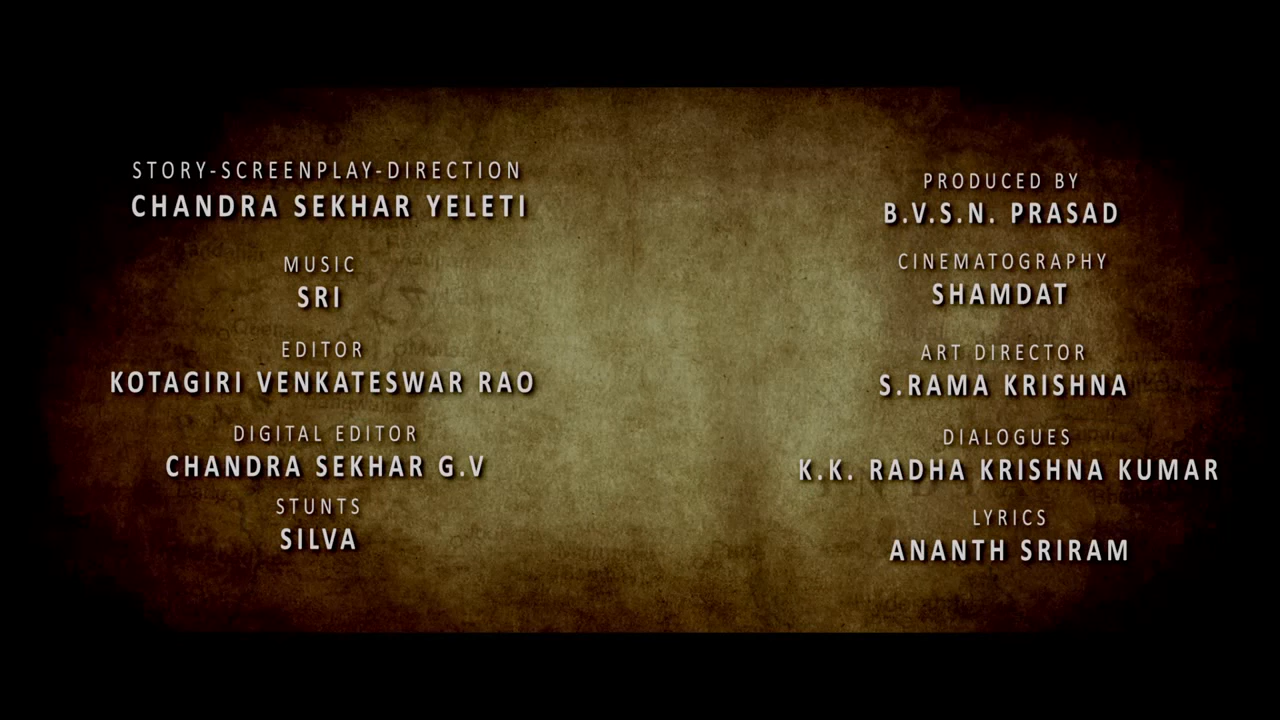 STORY-SCREENPLAY-DIRECTION
CHANDRA SEKHAR YELETI
MUSIC
SRI
EDITOR
KOTAGIRI VENKATESWAR RAO
DIGITAL EDITOR
CHANDRA SEKHAR G.V
STUNTS
SILVA
PRODUCED BY
B.V.S.N. PRASAD
CINEMATOGRAPHY
SHAMDAT
ART DIRECTOR
S.RAMA KRISHNA
DIALOGUES
K.K. RADHA KRISHNA KUMAR
LYRICS
ANANTH SRIRAM